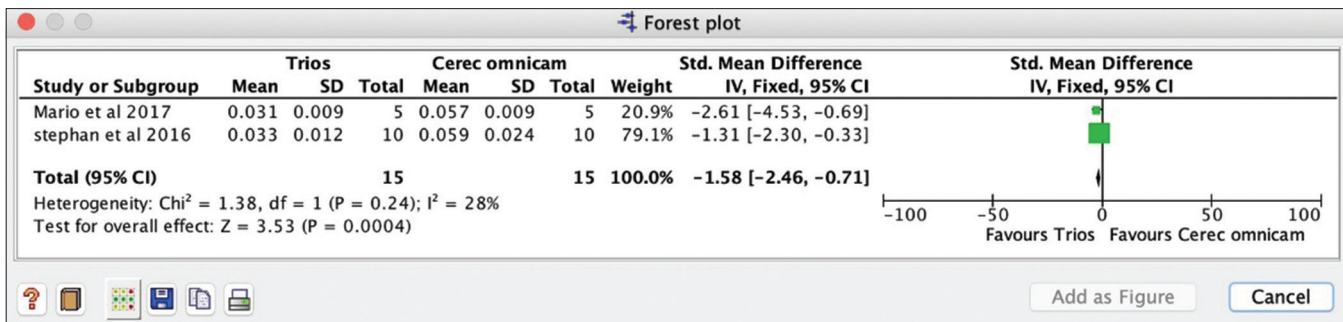 Forest plot
Trios Cerec omnicam Std. Mean Difference Std. Mean Difference
Study or Subgroup Mean SD Total Mean SD Total Weight IV, Fixed, 95% CI IV, Fixed, 95% CI
Mario et al 2017 0.031 0.009 5 0.057 0.009 5 20.9% -2.61 [-4.53, -0.69]
stephan et al 2016 0.033 0.012 10 0.059 0.024 10 79.1% -1.31 [-2.30, -0.33]
Total (95% CI) 15 15 100.0% -1.58 [-2.46, -0.71]
Heterogeneity: Chi² = 1.38, df = 1 (P = 0.24); I² = 28%
Test for overall effect: Z = 3.53 (P = 0.0004)
-100 -50 0 50 100
Favours Trios Favours Cerec omnicam
? Add as Figure Cancel